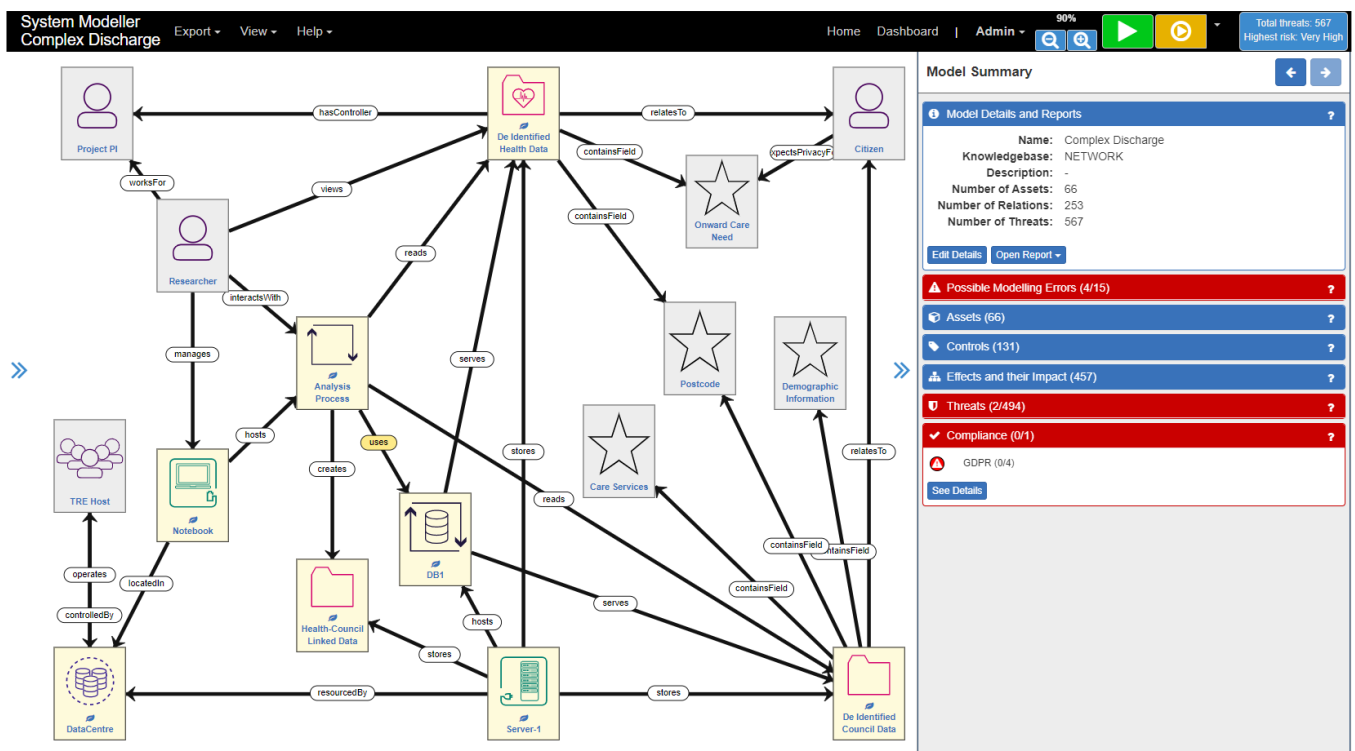 System Modeller
Complex Discharge
Export
View
Help
Home
Dashboard
|
Admin
90%
Total threats: 567
Highest risk: Very High
Model Summary
Model Details and Reports ?
Name: Complex Discharge
Knowledgebase: NETWORK
Description: -
Number of Assets: 66
Number of Relations: 253
Number of Threats: 567
Edit Details
Open Report
Possible Modelling Errors (4/15) ?
Assets (66) ?
Controls (131) ?
Effects and their Impact (457) ?
Threats (2/494) ?
Compliance (0/1) ?
GDPR (0/4)
See Details
Project PI
hasController
De Identified
Health Data
relatesTo
Citizen
containsField
xpectsPrivacyF
worksFor
views
containsField
Onward Care
Need
Researcher
reads
interactsWith
manages
Analysis
Process
serves
Postcode
Demographic
Information
hosts
uses
stores
relatesTo
TRE Host
Notebook
creates
Care Services
reads
containsField
ntainsField
operates
locatedIn
DB1
containsField
controlledBy
Health-Council
Linked Data
hosts
serves
stores
DataCentre
resourcedBy
Server-1
stores
De Identified
Council Data